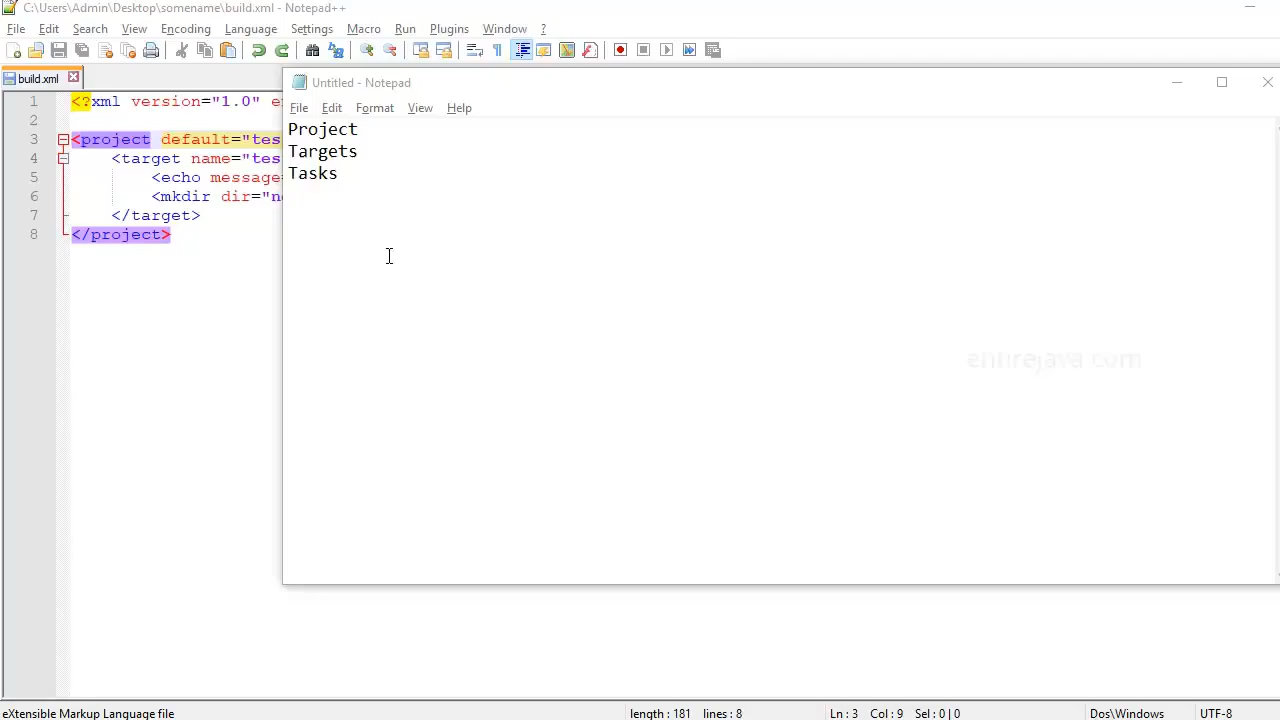 C:\Users\Admin\Desktop\somename\build.xml - Notepad++
File Edit Search View Encoding Language Settings Macro Run Plugins Window ?
build.xml
1 <?xml version="1.0" e
2
3 <project default="tes
4 <target name="tes
5 <echo message=
6 <mkdir dir="n
7 </target>
8 </project>
Untitled - Notepad
File Edit Format View Help
Project
Targets
Tasks
entirejava.com
eXtensible Markup Language file length : 181 lines : 8 Ln : 3 Col : 9 Sel : 0 | 0 Dos\Windows UTF-8